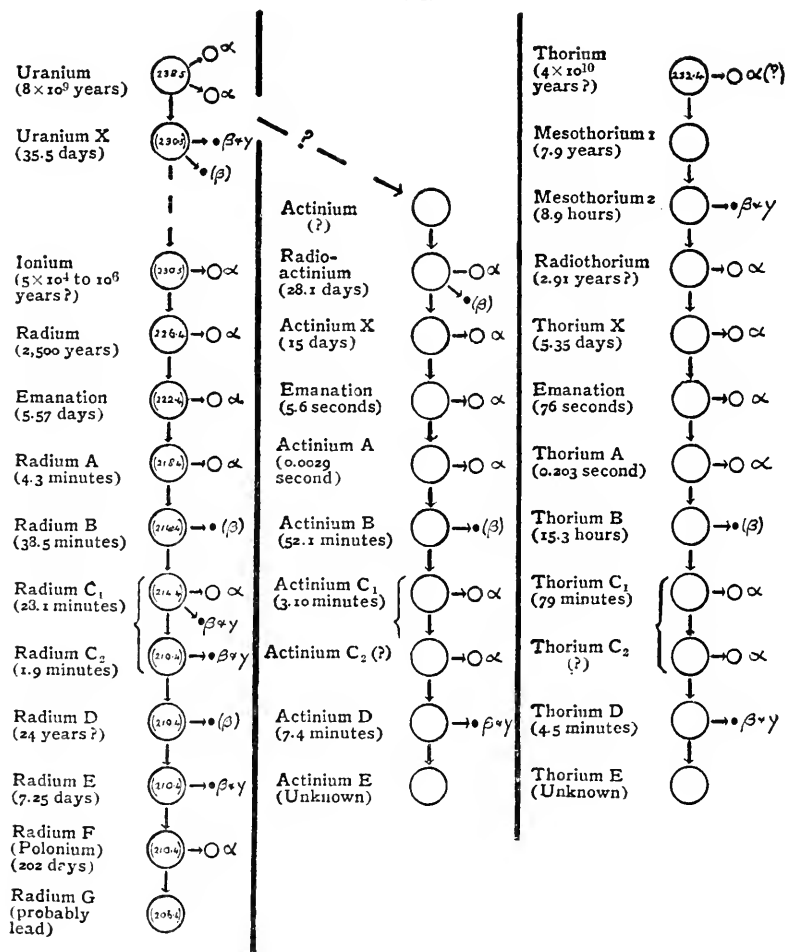 Uranium
(8×10⁹ years)
238.5
α
α
Uranium X
(35.5 days)
(230.5)
β+γ
(β)
?
Ionium
(5×10⁴ to 10⁶
years?)
(230.5)
α
Radium
(2,500 years)
226.4
α
Emanation
(5.57 days)
(222.4)
α
Radium A
(4.3 minutes)
(218.4)
α
Radium B
(38.5 minutes)
(214.4)
(β)
Radium C₁
(28.1 minutes)
(214.4)
α
β+γ
Radium C₂
(1.9 minutes)
(210.4)
β+γ
Radium D
(24 years?)
(210.4)
(β)
Radium E
(7.25 days)
(210.4)
β+γ
Radium F
(Polonium)
(202 days)
(210.4)
α
Radium G
(probably
lead)
(206.4)
Actinium
(?)
Radio-
actinium
(28.1 days)
α
(β)
Actinium X
(15 days)
α
Emanation
(5.6 seconds)
α
Actinium A
(0.0029
second)
α
Actinium B
(52.1 minutes)
(β)
Actinium C₁
(3.10 minutes)
α
Actinium C₂ (?)
α
Actinium D
(7.4 minutes)
β+γ
Actinium E
(Unknown)
Thorium
(4×10¹⁰
years?)
232.4
α(?)
Mesothorium 1
(7.9 years)
Mesothorium 2
(8.9 hours)
β+γ
Radiothorium
(2.91 years?)
α
Thorium X
(5.35 days)
α
Emanation
(76 seconds)
α
Thorium A
(0.203 second)
α
Thorium B
(15.3 hours)
(β)
Thorium C₁
(79 minutes)
α
Thorium C₂
(?)
α
Thorium D
(4.5 minutes)
β+γ
Thorium E
(Unknown)